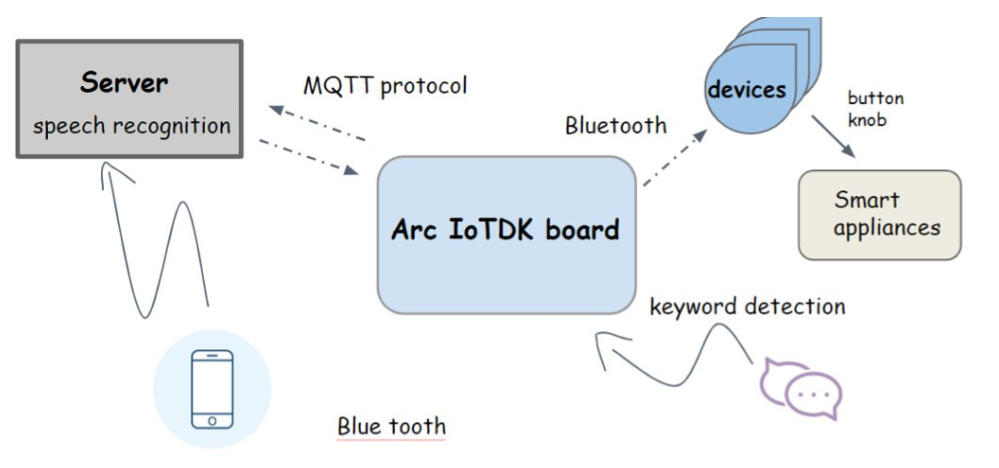 Server
speech recognition
MQTT protocol
Bluetooth
devices
button
knob
Arc IoTDK board
Smart
appliances
keyword detection
Blue tooth